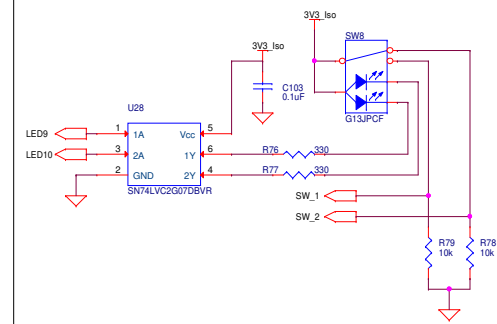 3V3_Iso
SW8
3V3_Iso
C103
0.1uF
G13JPCF
U28
LED9
1
1A
Vcc
5
LED10
3
2A
1Y
6
R76
330
2
GND
2Y
4
R77
330
SN74LVC2G07DBVR
SW_1
SW_2
R79
10k
R78
10k